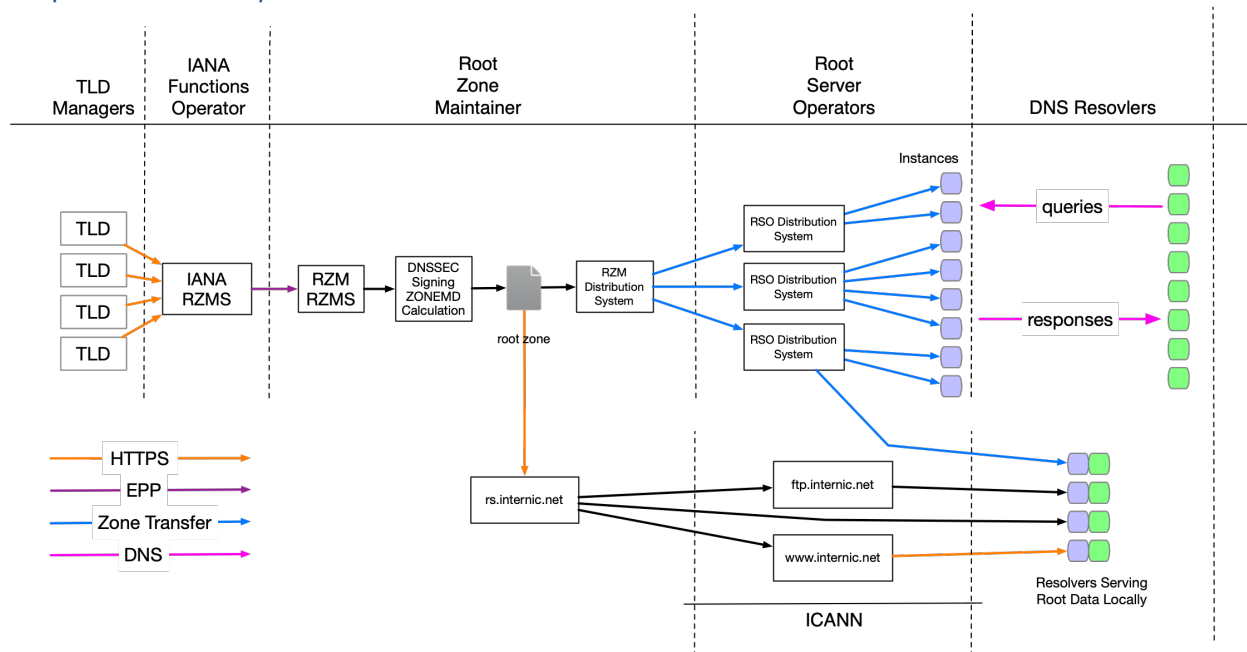 TLD
Managers
IANA
Functions
Operator
Root
Zone
Maintainer
Root
Server
Operators
DNS Resovlers
Instances
TLD
TLD
TLD
TLD
IANA
RZMS
RZM
RZMS
DNSSEC
Signing
ZONEMD
Calculation
root zone
RZM
Distribution
System
RSO Distribution
System
RSO Distribution
System
RSO Distribution
System
queries
responses
HTTPS
EPP
Zone Transfer
DNS
rs.internic.net
ftp.internic.net
www.internic.net
Resolvers Serving
Root Data Locally
ICANN